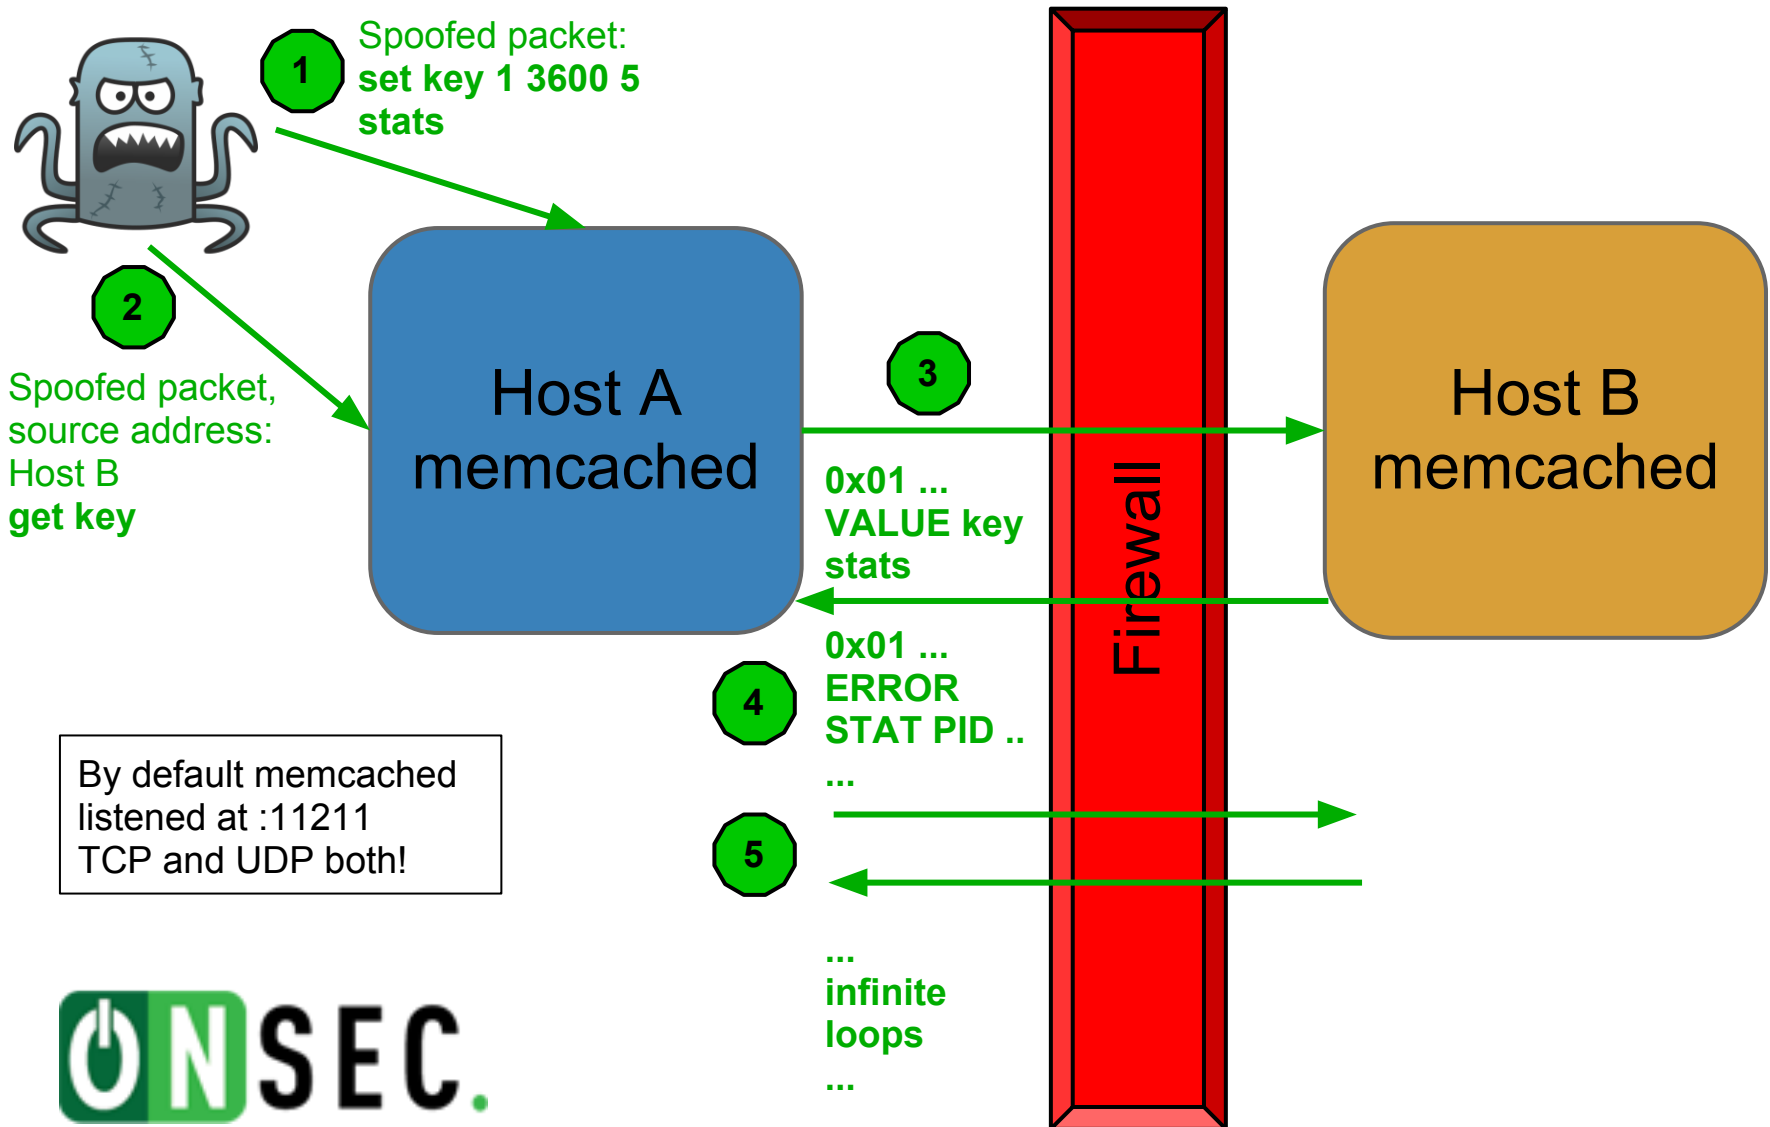 1
Spoofed packet:
set key 1 3600 5
stats
2
Spoofed packet,
source address:
Host B
get key
Host A
memcached
3
0x01 ...
VALUE key
stats
Firewall
Host B
memcached
4
0x01 ...
ERROR
STAT PID ..
...
5
...
infinite
loops
...
By default memcached
listened at :11211
TCP and UDP both!
ONSEC.